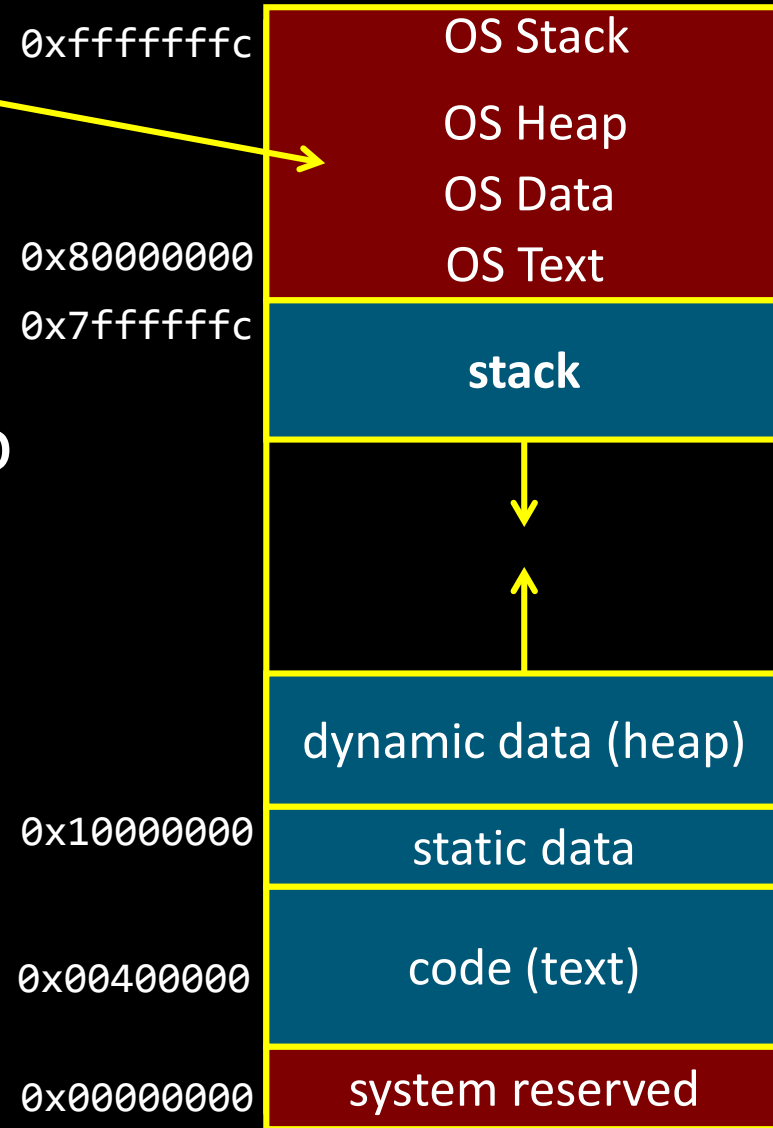 0xfffffffc
OS Stack
OS Heap
OS Data
0x80000000
OS Text
0x7ffffffc
stack
dynamic data (heap)
0x10000000
static data
0x00400000
code (text)
0x00000000
system reserved